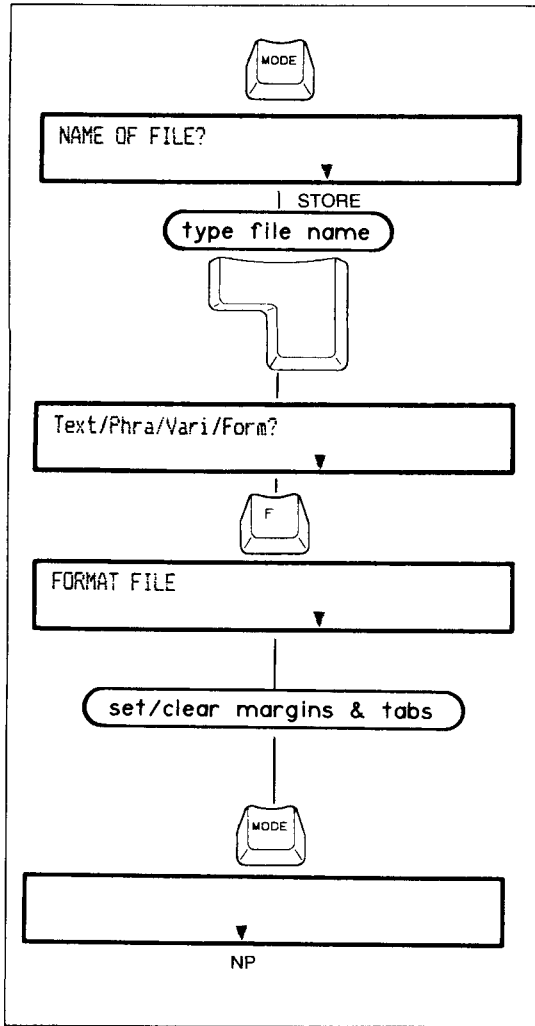 MODE
NAME OF FILE?
STORE
type file name
Text/Phra/Vari/Form?
F
FORMAT FILE
set/clear margins & tabs
MODE
NP